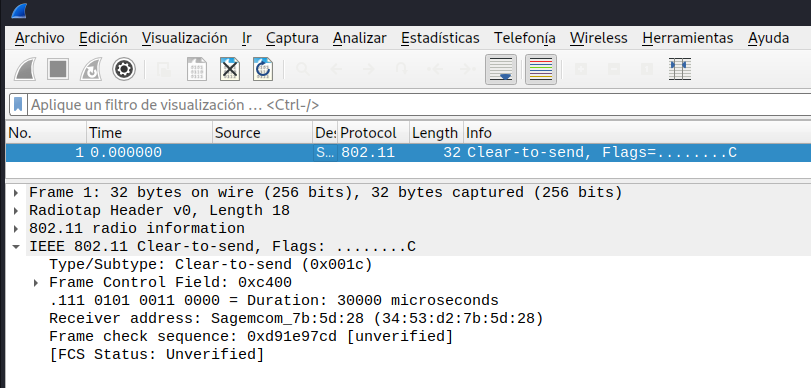 Archivo Edición Visualización Ir Captura Analizar Estadísticas Telefonía Wireless Herramientas Ayuda
Aplique un filtro de visualización … <Ctrl-/>
No. Time Source Des Protocol Length Info
1 0.000000 S… 802.11 32 Clear-to-send, Flags=........C
Frame 1: 32 bytes on wire (256 bits), 32 bytes captured (256 bits)
Radiotap Header v0, Length 18
802.11 radio information
IEEE 802.11 Clear-to-send, Flags: ........C
Type/Subtype: Clear-to-send (0x001c)
Frame Control Field: 0xc400
.111 0101 0011 0000 = Duration: 30000 microseconds
Receiver address: Sagemcom_7b:5d:28 (34:53:d2:7b:5d:28)
Frame check sequence: 0xd91e97cd [unverified]
[FCS Status: Unverified]